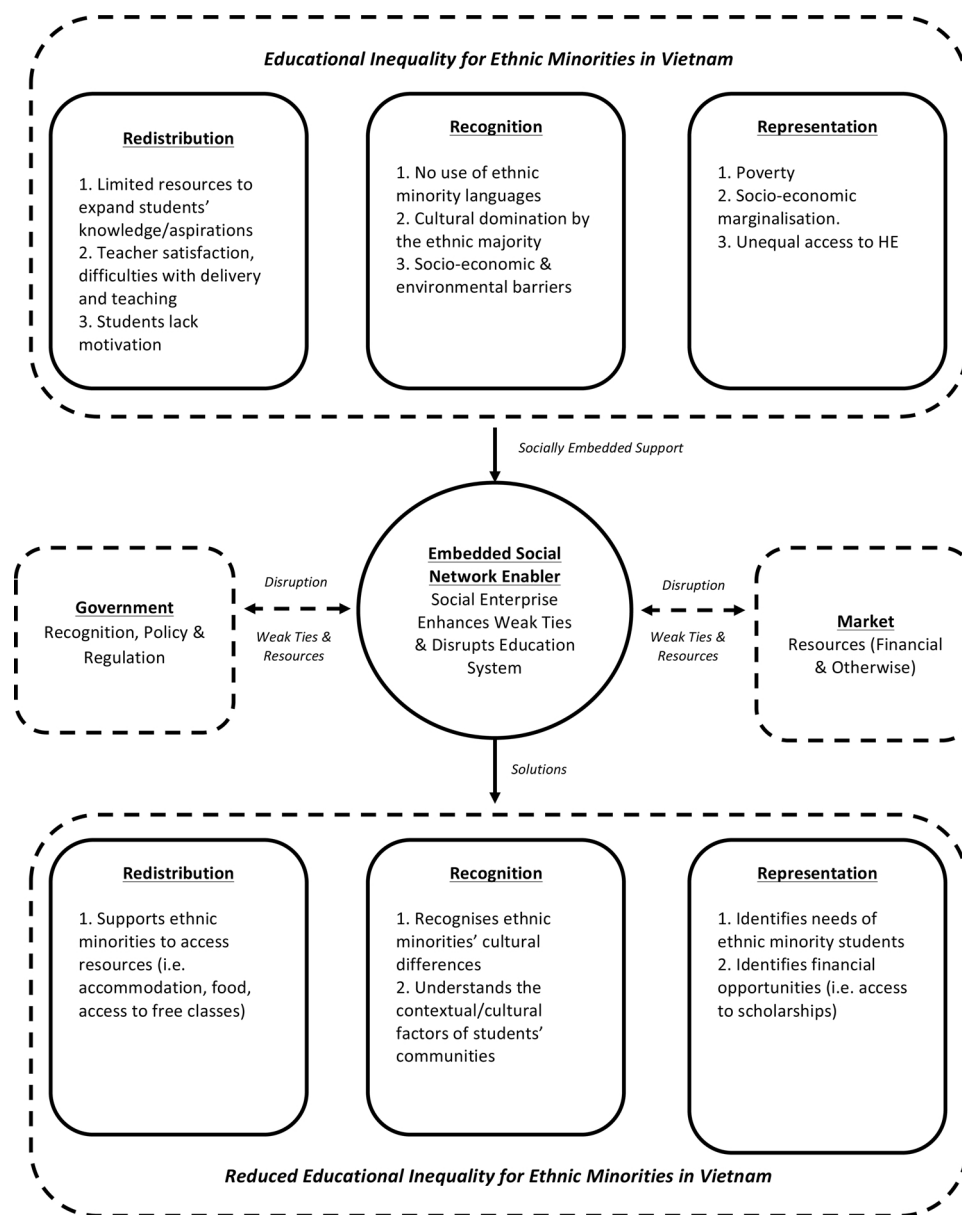 Educational Inequality for Ethnic Minorities in Vietnam
Redistribution
1. Limited resources to
expand students’
knowledge/aspirations
2. Teacher satisfaction,
difficulties with delivery
and teaching
3. Students lack
motivation
Recognition
1. No use of ethnic
minority languages
2. Cultural domination by
the ethnic majority
3. Socio-economic &
environmental barriers
Representation
1. Poverty
2. Socio-economic
marginalisation.
3. Unequal access to HE
Socially Embedded Support
Government
Recognition, Policy &
Regulation
Disruption
Weak Ties &
Resources
Embedded Social
Network Enabler
Social Enterprise
Enhances Weak Ties
& Disrupts Education
System
Disruption
Weak Ties &
Resources
Market
Resources (Financial
& Otherwise)
Solutions
Redistribution
1. Supports ethnic
minorities to access
resources (i.e.
accommodation, food,
access to free classes)
Recognition
1. Recognises ethnic
minorities’ cultural
differences
2. Understands the
contextual/cultural
factors of students’
communities
Representation
1. Identifies needs of
ethnic minority students
2. Identifies financial
opportunities (i.e. access
to scholarships)
Reduced Educational Inequality for Ethnic Minorities in Vietnam